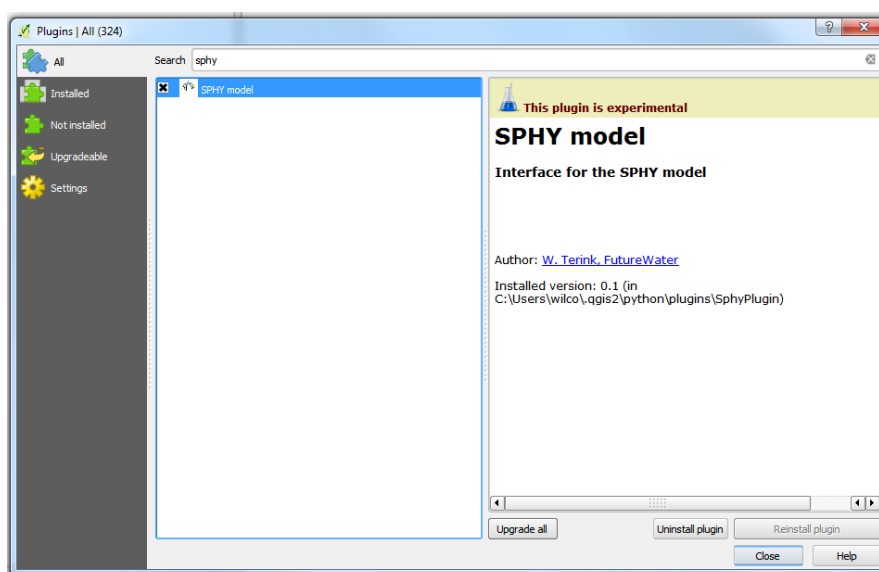 Plugins | All (324)
All
Search sphy
Installed
SPHY model
Not installed
Upgradeable
Settings
This plugin is experimental
SPHY model
Interface for the SPHY model
Author: W. Terink, FutureWater
Installed version: 0.1 (in
C:\Users\wilco\.qgis2\python\plugins\SphyPlugin)
Upgrade all
Uninstall plugin
Reinstall plugin
Close
Help